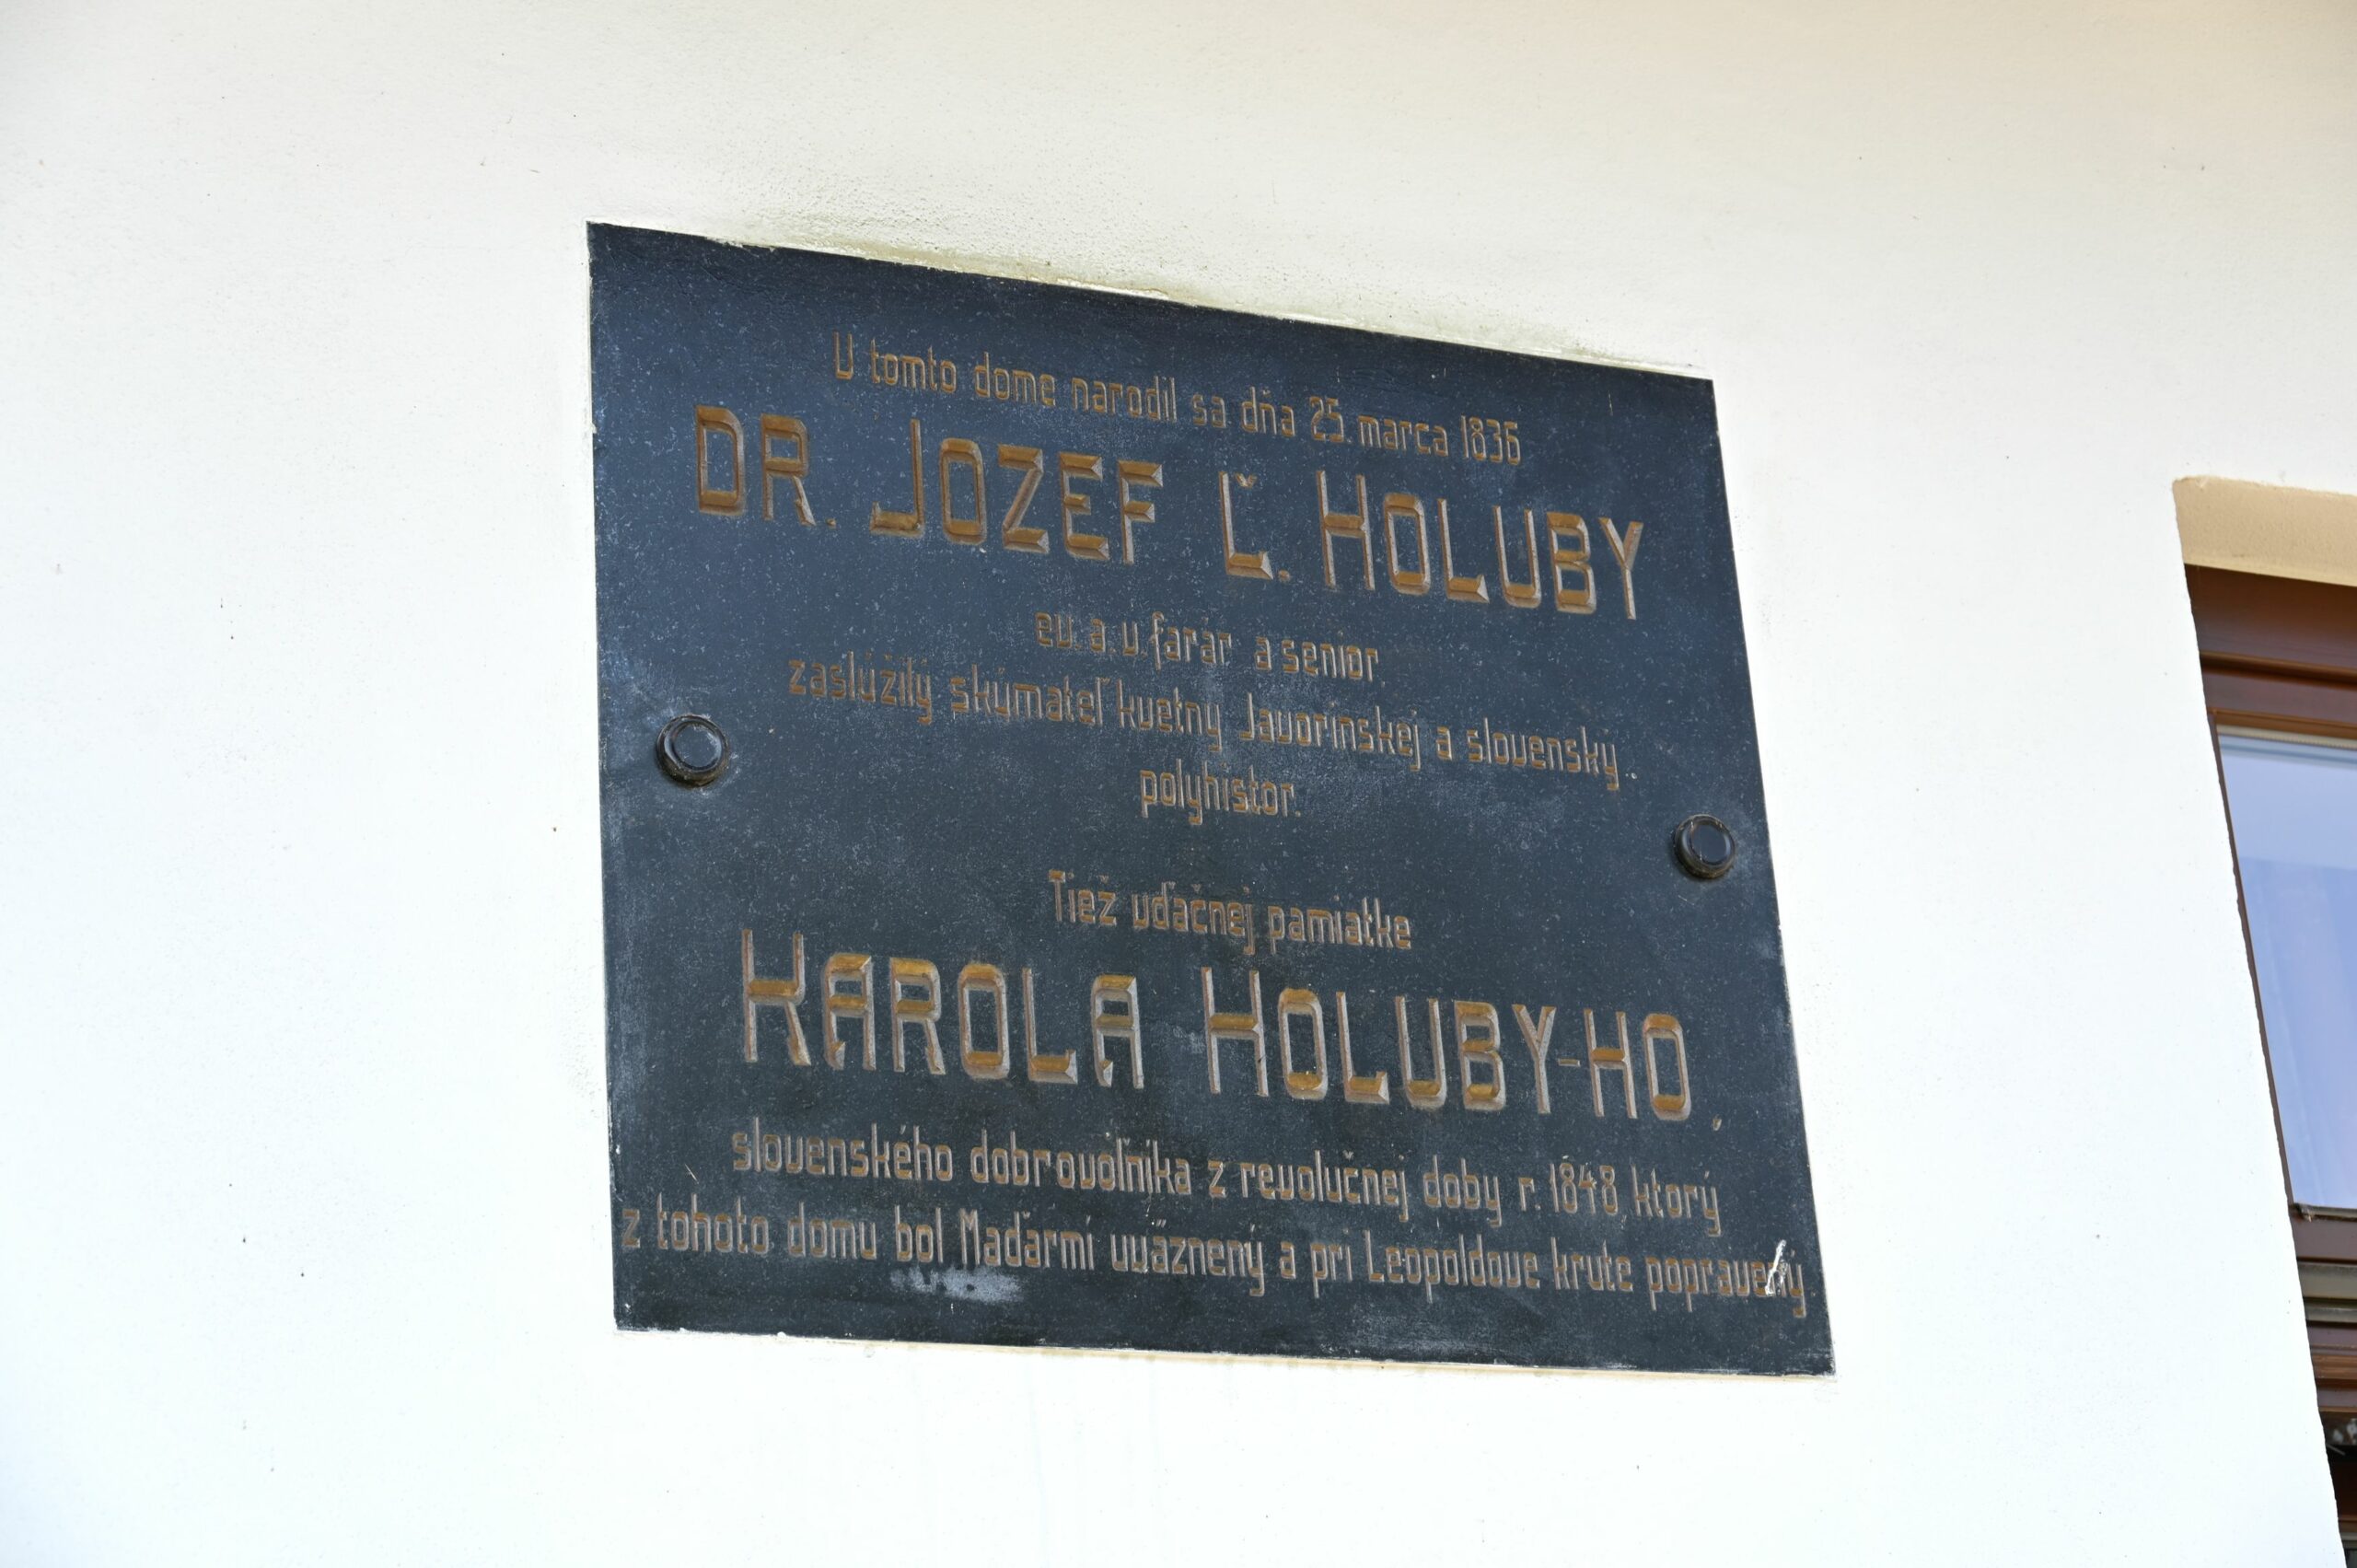 V tomto dome narodil sa dňa 25. marca 1836
DR. JOZEF Ľ. HOLUBY
ev. a. v. farár a senior
zaslúžilý skúmateľ kvetny Javorinskej a slovenský
polyhistor.
Tiež vďačnej pamiatke
KAROLA HOLUBY-HO,
slovenského dobrovoľníka z revolučnej doby r. 1848 ktorý
z tohoto domu bol Maďarmi uväznený a pri Leopoldove krute popravený